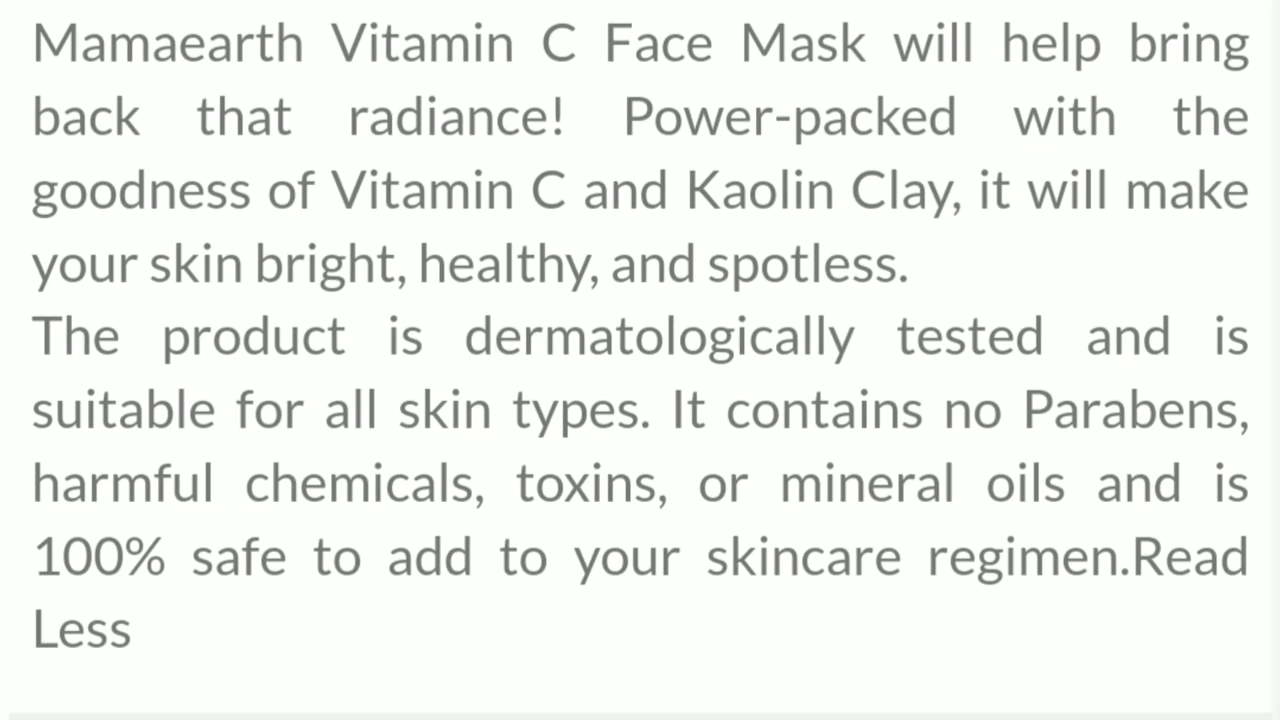 Mamaearth Vitamin C Face Mask will help bring
back that radiance! Power-packed with the
goodness of Vitamin C and Kaolin Clay, it will make
your skin bright, healthy, and spotless.
The product is dermatologically tested and is
suitable for all skin types. It contains no Parabens,
harmful chemicals, toxins, or mineral oils and is
100% safe to add to your skincare regimen.Read
Less